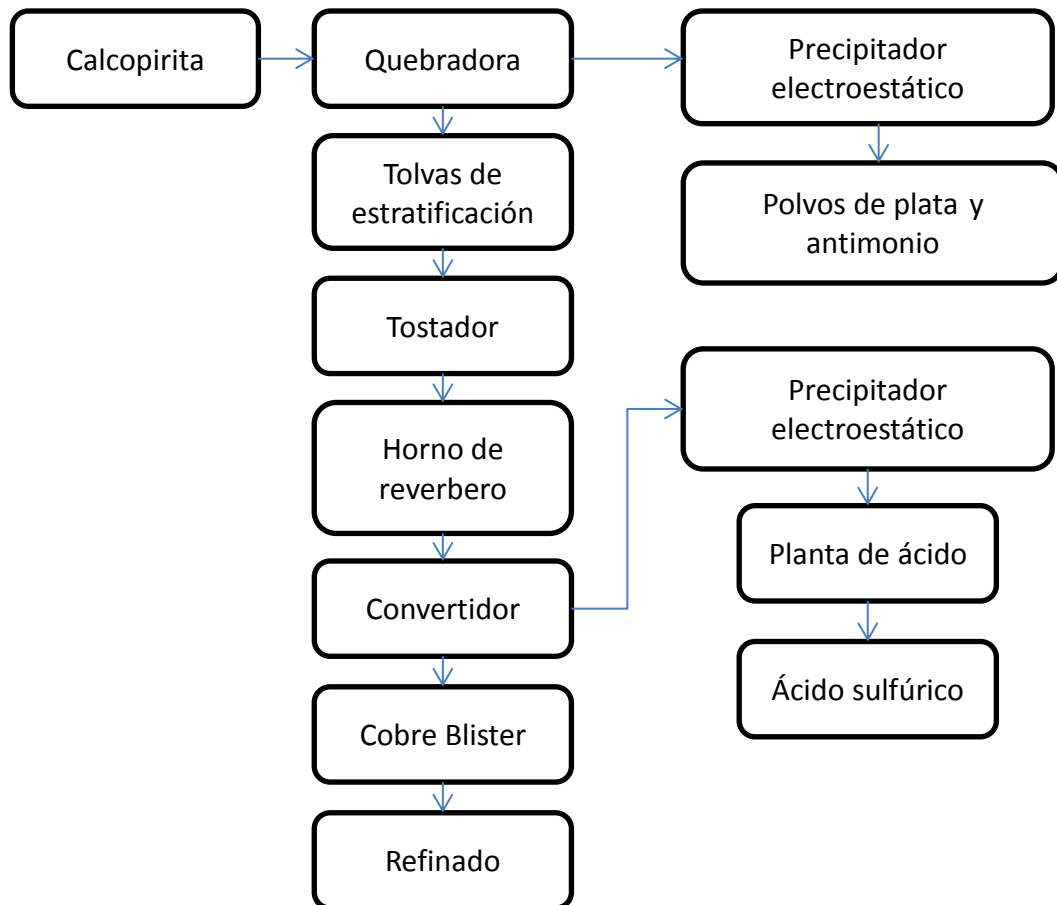 Calcopirita
Quebradora
Precipitador
electroestático
Tolvas de
estratificación
Polvos de plata y
antimonio
Tostador
Precipitador
electroestático
Horno de
reverbero
Planta de ácido
Convertidor
Ácido sulfúrico
Cobre Blister
Refinado